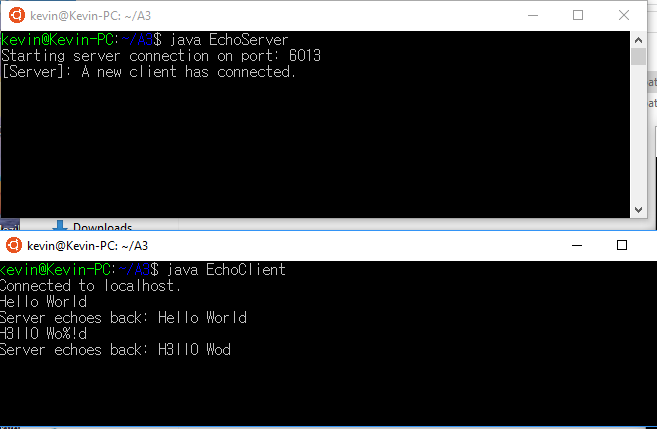 kevin@Kevin-PC: ~/A3
kevin@Kevin-PC:~/A3$ java EchoServer
Starting server connection on port: 6013
[Server]: A new client has connected.
Downloads
kevin@Kevin-PC: ~/A3
kevin@Kevin-PC:~/A3$ java EchoClient
Connected to localhost.
Hello World
Server echoes back: Hello World
H3llO Wo%!d
Server echoes back: H3llO Wod